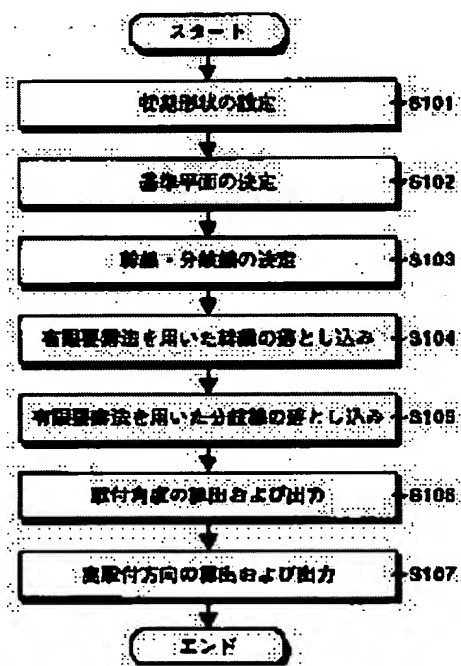 スタート
初期形状の設定 S101
基準平面の決定 S102
幹線・分岐線の決定 S103
有限要素法を用いた幹線の落とし込み S104
有限要素法を用いた分岐線の落とし込み S105
取付角度の算出および出力 S106
取付方向の算出および出力 S107
エンド